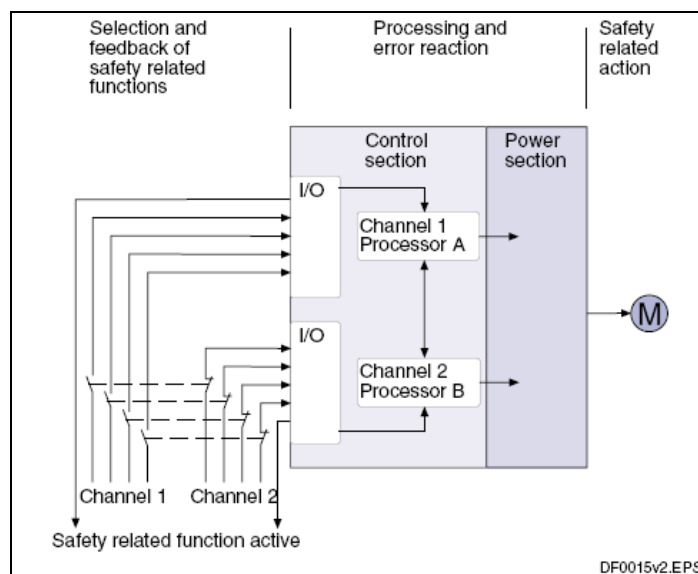 Selection and
feedback of
safety related
functions
Processing and
error reaction
Safety
related
action
Control
section
Power
section
I/O
Channel 1
Processor A
M
I/O
Channel 2
Processor B
Channel 1
Channel 2
Safety related function active
DF0015v2.EPS